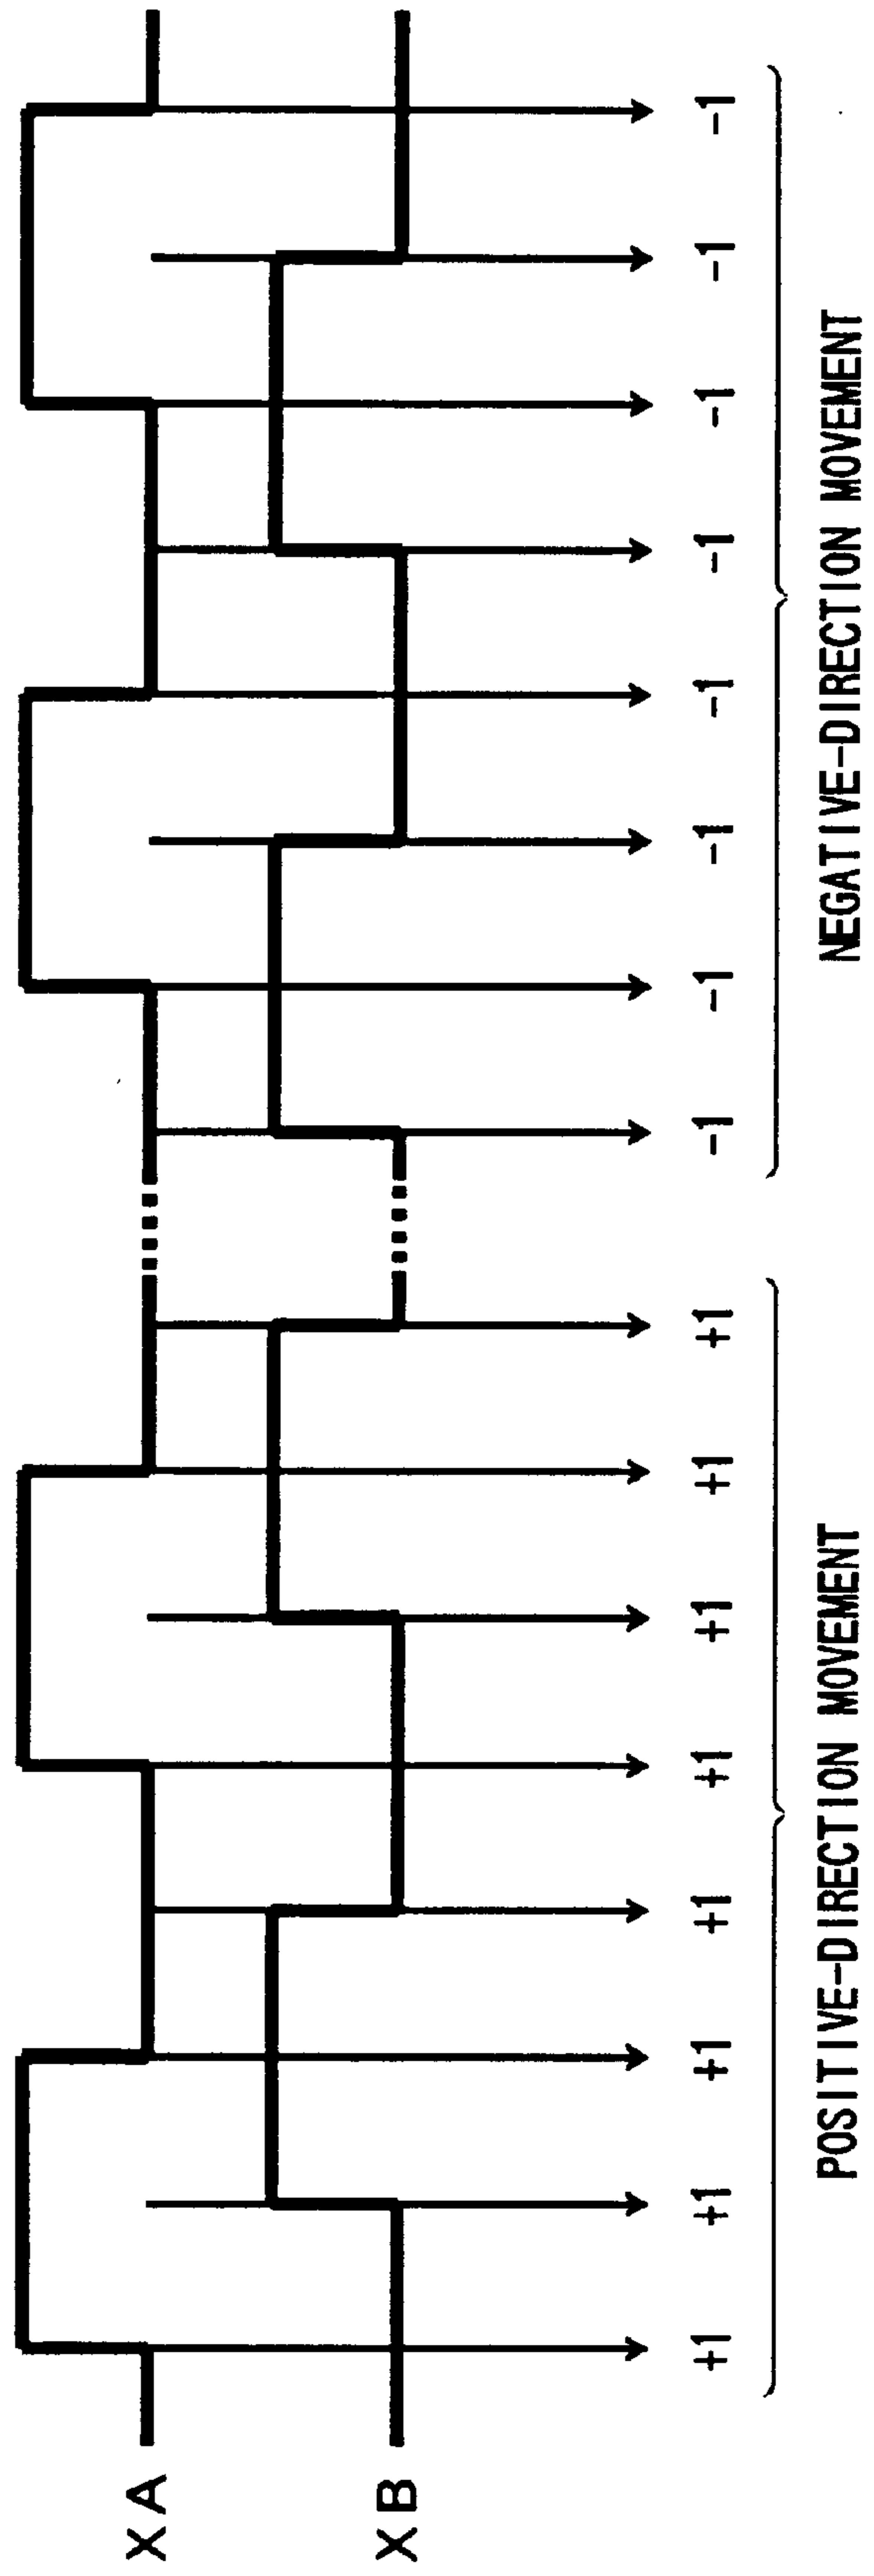 XA
XB
+1 +1 +1 +1 +1 +1 +1 +1 -1 -1 -1 -1 -1 -1 -1 -1
POSITIVE-DIRECTION MOVEMENT NEGATIVE-DIRECTION MOVEMENT